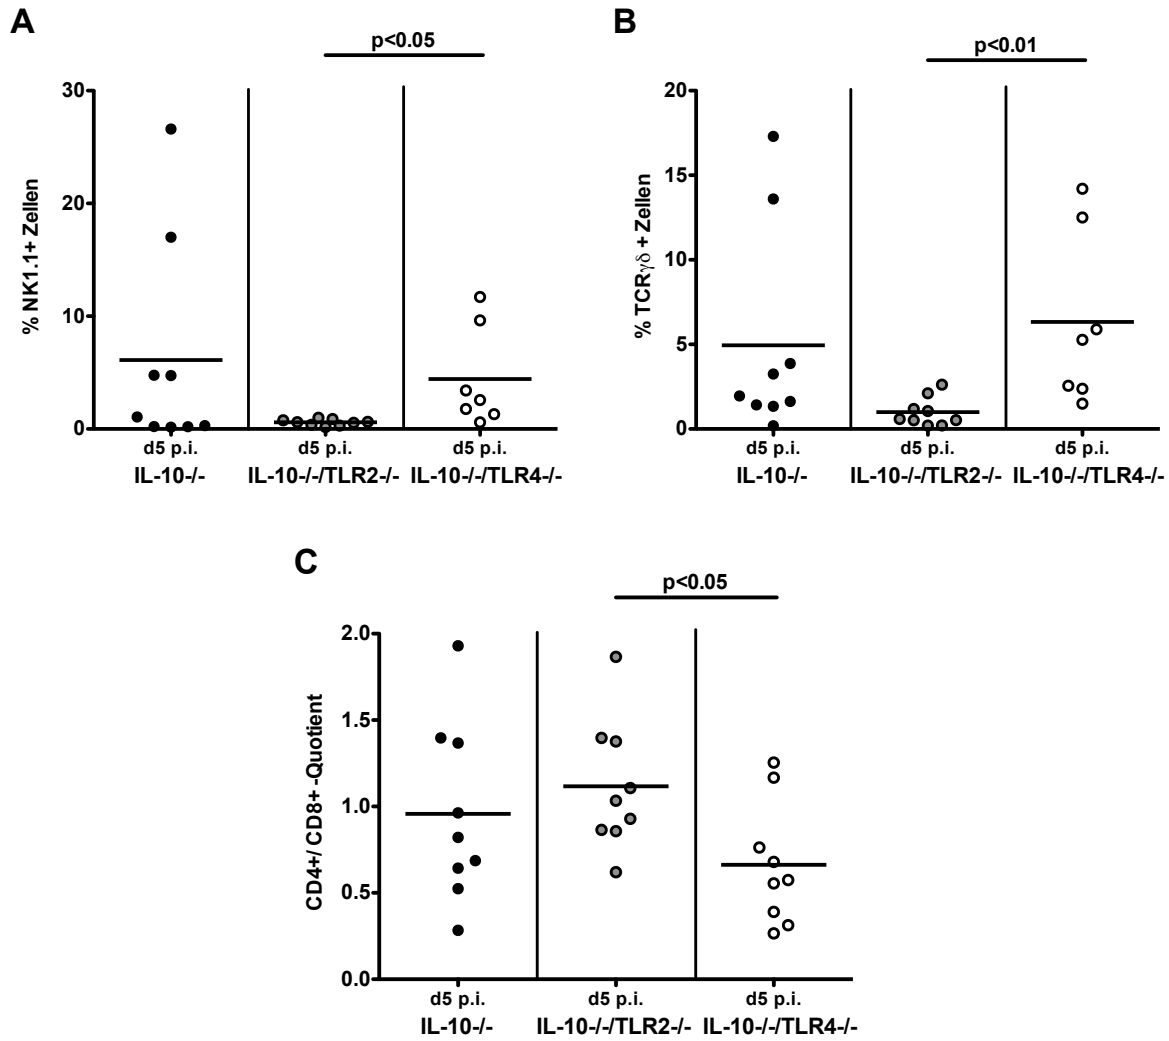 A
p<0.05
% NK1.1+ Zellen
30
20
10
0
d5 p.i. d5 p.i. d5 p.i.
IL-10-/- IL-10-/-/TLR2-/- IL-10-/-/TLR4-/-
B
p<0.01
% TCRγδ + Zellen
20
15
10
5
0
d5 p.i. d5 p.i. d5 p.i.
IL-10-/- IL-10-/-/TLR2-/- IL-10-/-/TLR4-/-
C
p<0.05
CD4+/ CD8+ -Quotient
2.0
1.5
1.0
0.5
0.0
d5 p.i. d5 p.i. d5 p.i.
IL-10-/- IL-10-/-/TLR2-/- IL-10-/-/TLR4-/-